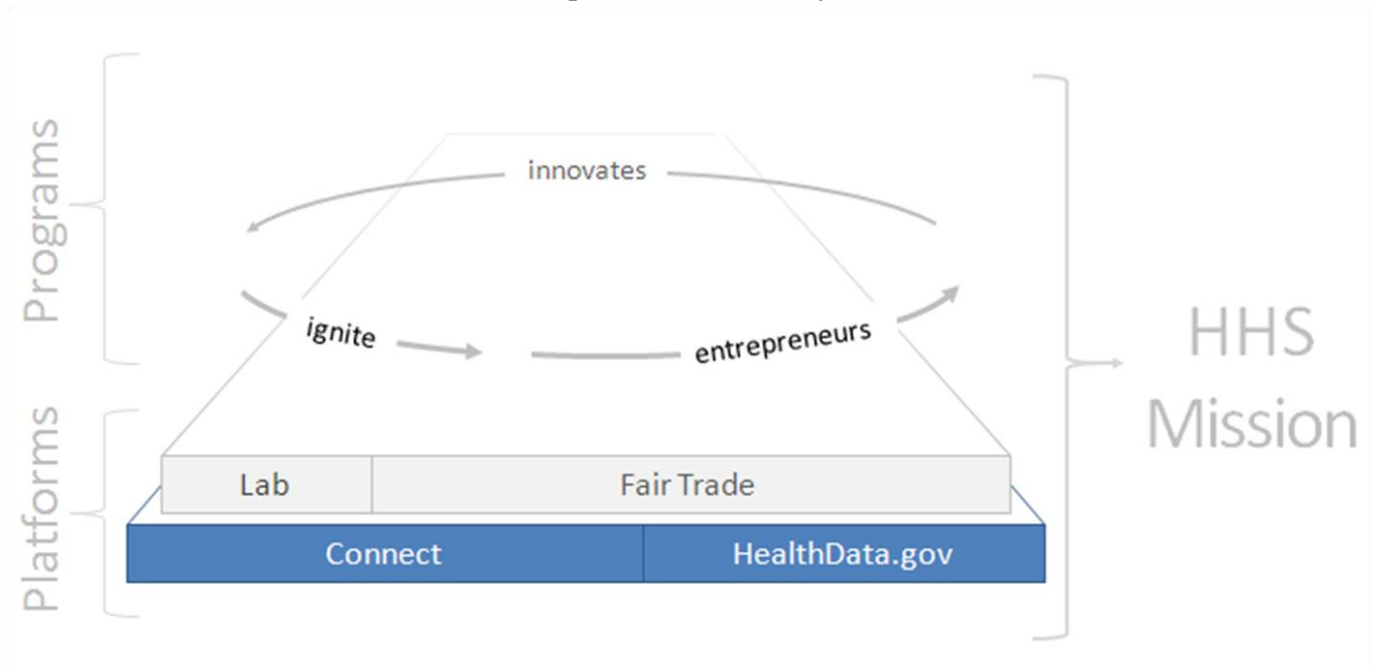 Programs
innovates
ignite
entrepreneurs
Platforms
Lab
Fair Trade
Connect
HealthData.gov
HHS
Mission